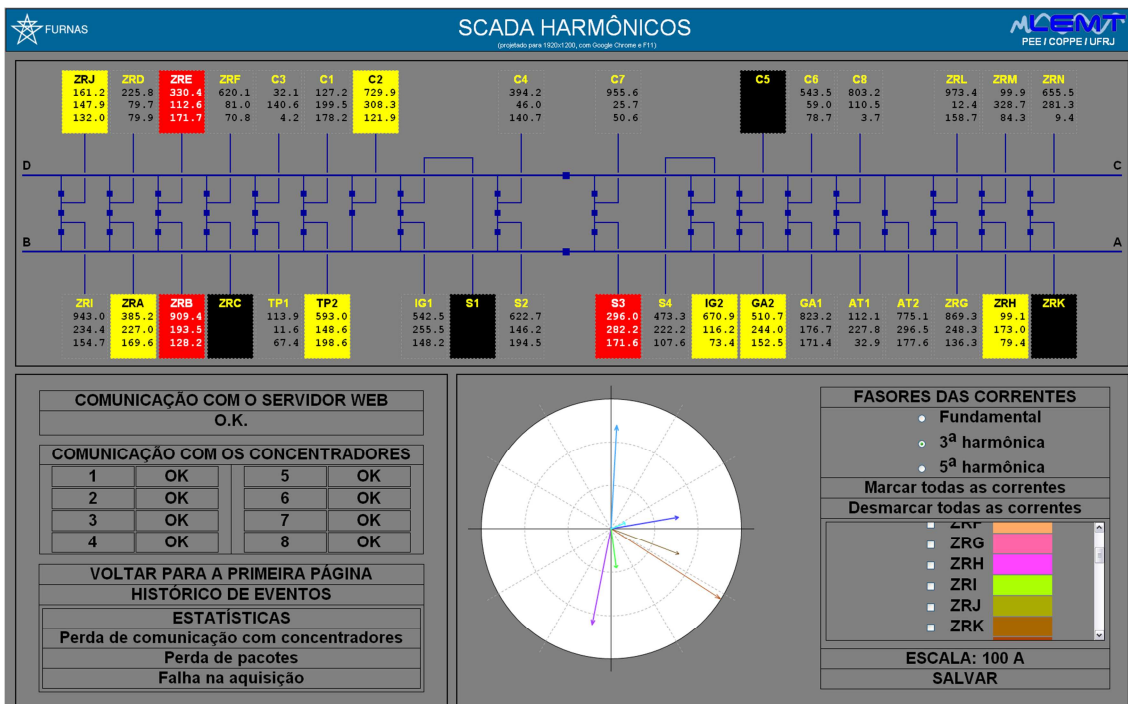 FURNAS
SCADA HARMÔNICOS
(projetado para 1920x1200, com Google Chrome e F11)
LEMT
PEE / COPPE / UFRJ
ZRJ ZRD ZRE ZRF C3 C1 C2 C4 C7 C5 C6 C8 ZRL ZRM ZRN
161.2 225.8 330.4 620.1 32.1 127.2 729.9 394.2 955.6 543.5 803.2 973.4 99.9 655.5
147.9 79.7 112.6 81.0 140.6 199.5 308.3 46.0 25.7 59.0 110.5 12.4 328.7 281.3
132.0 79.9 171.7 70.8 4.2 178.2 121.9 140.7 50.6 78.7 3.7 158.7 84.3 9.4
D C
B A
ZRI ZRA ZRB ZRC TP1 TP2 IG1 S1 S2 S3 S4 IG2 GA2 GA1 AT1 AT2 ZRG ZRH ZRK
943.0 385.2 909.4 113.9 593.0 542.5 622.7 296.0 473.3 670.9 510.7 823.2 112.1 775.1 869.3 99.1
234.4 227.0 193.5 11.6 148.6 255.5 146.2 282.2 222.2 116.2 244.0 176.7 227.8 296.5 248.3 173.0
154.7 169.6 128.2 67.4 198.6 148.2 194.5 171.6 107.6 73.4 152.5 171.4 32.9 177.6 136.3 79.4
COMUNICAÇÃO COM O SERVIDOR WEB
O.K.
COMUNICAÇÃO COM OS CONCENTRADORES
1 OK 5 OK
2 OK 6 OK
3 OK 7 OK
4 OK 8 OK
VOLTAR PARA A PRIMEIRA PÁGINA
HISTÓRICO DE EVENTOS
ESTATÍSTICAS
Perda de comunicação com concentradores
Perda de pacotes
Falha na aquisição
FASORES DAS CORRENTES
Fundamental
3ª harmônica
5ª harmônica
Marcar todas as correntes
Desmarcar todas as correntes
ZRF
ZRG
ZRH
ZRI
ZRJ
ZRK
ESCALA: 100 A
SALVAR